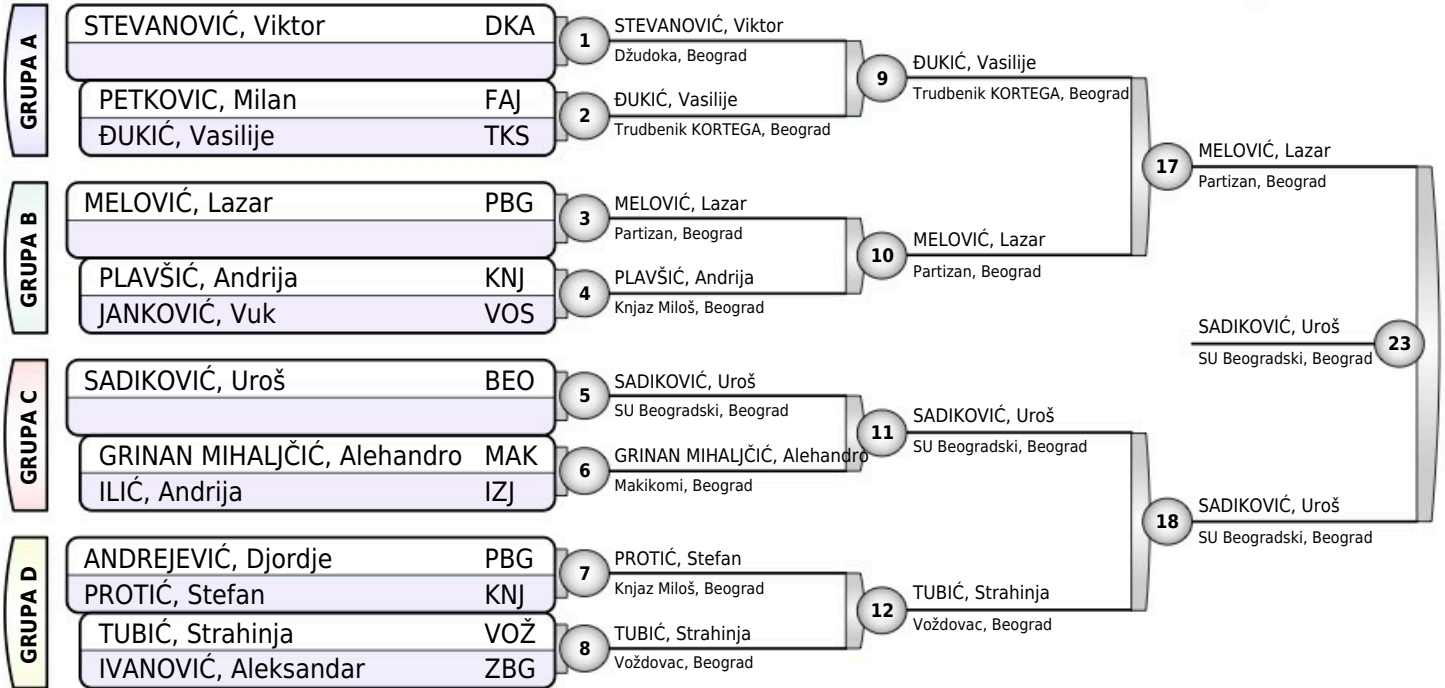 GRUPA A
STEVANOVIĆ, Viktor DKA
PETKOVIC, Milan FAJ
ĐUKIĆ, Vasilije TKS
1
STEVANOVIĆ, Viktor
Džudoka, Beograd
2
ĐUKIĆ, Vasilije
Trudbenik KORTEGA, Beograd
9
ĐUKIĆ, Vasilije
Trudbenik KORTEGA, Beograd
GRUPA B
MELOVIĆ, Lazar PBG
PLAVŠIĆ, Andrija KNJ
JANKOVIĆ, Vuk VOS
3
MELOVIĆ, Lazar
Partizan, Beograd
4
PLAVŠIĆ, Andrija
Knjaz Miloš, Beograd
10
MELOVIĆ, Lazar
Partizan, Beograd
17
MELOVIĆ, Lazar
Partizan, Beograd
GRUPA C
SADIKOVIĆ, Uroš BEO
GRINAN MIHALJČIĆ, Alehandro MAK
ILIĆ, Andrija IZJ
5
SADIKOVIĆ, Uroš
SU Beogradski, Beograd
6
GRINAN MIHALJČIĆ, Alehandro
Makikomi, Beograd
11
SADIKOVIĆ, Uroš
SU Beogradski, Beograd
GRUPA D
ANDREJEVIĆ, Djordje PBG
PROTIĆ, Stefan KNJ
TUBIĆ, Strahinja VOŽ
IVANOVIĆ, Aleksandar ZBG
7
PROTIĆ, Stefan
Knjaz Miloš, Beograd
8
TUBIĆ, Strahinja
Voždovac, Beograd
12
TUBIĆ, Strahinja
Voždovac, Beograd
18
SADIKOVIĆ, Uroš
SU Beogradski, Beograd
SADIKOVIĆ, Uroš
SU Beogradski, Beograd
23